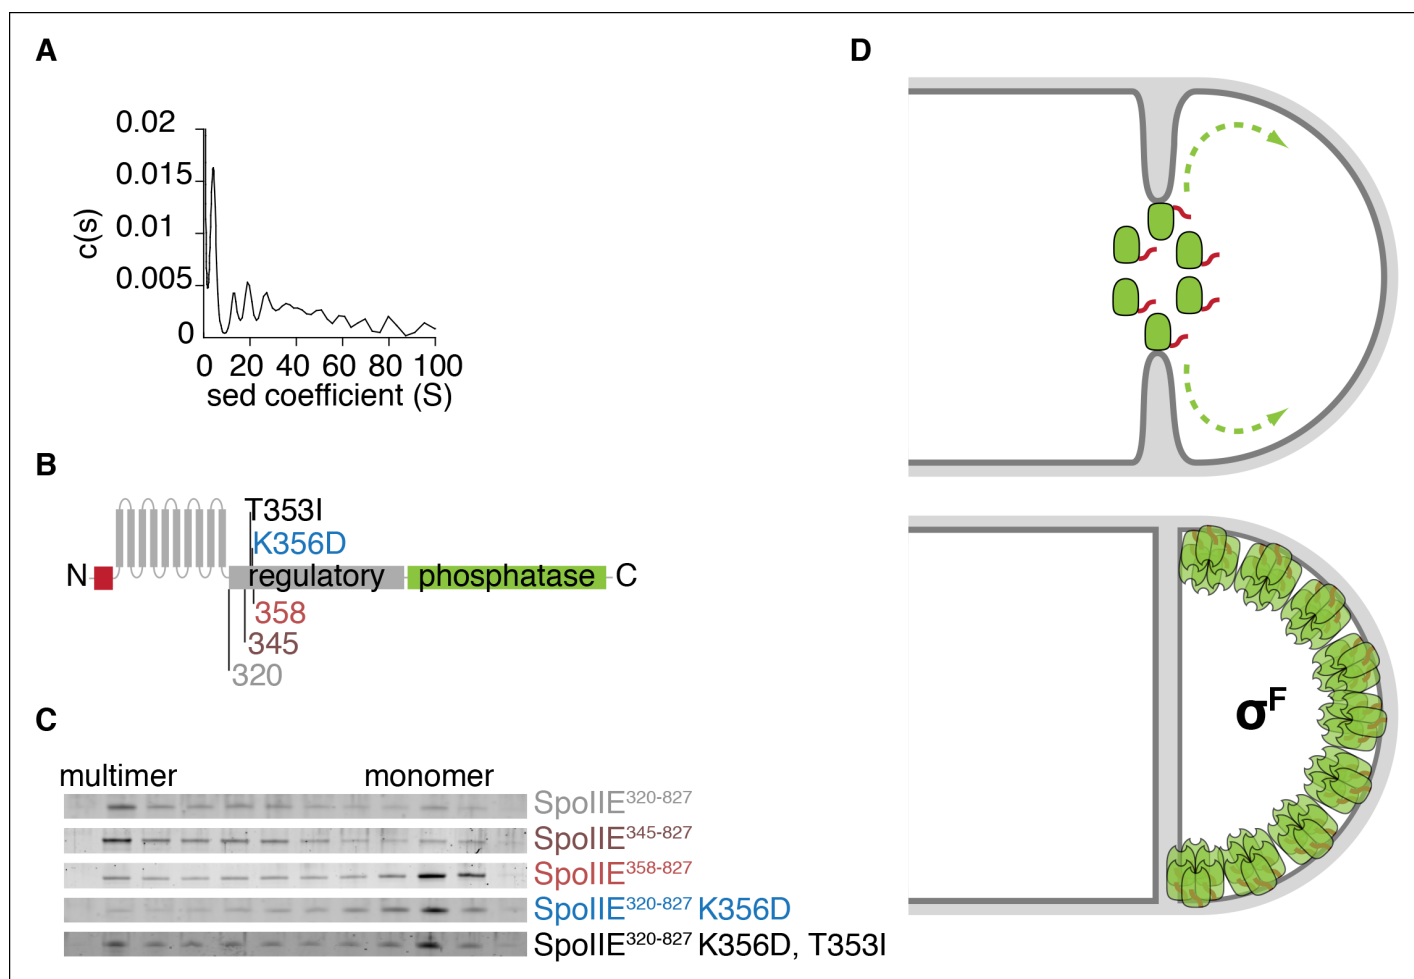 A
0.02
0.015
0.01
0.005
0
c(s)
0 20 40 60 80 100
sed coefficient (S)
B
T353I
K356D
N regulatory phosphatase C
358
345
320
C
multimer monomer
SpoIIE320-827
SpoIIE345-827
SpoIIE358-827
SpoIIE320-827 K356D
SpoIIE320-827 K356D, T353I
D
σF